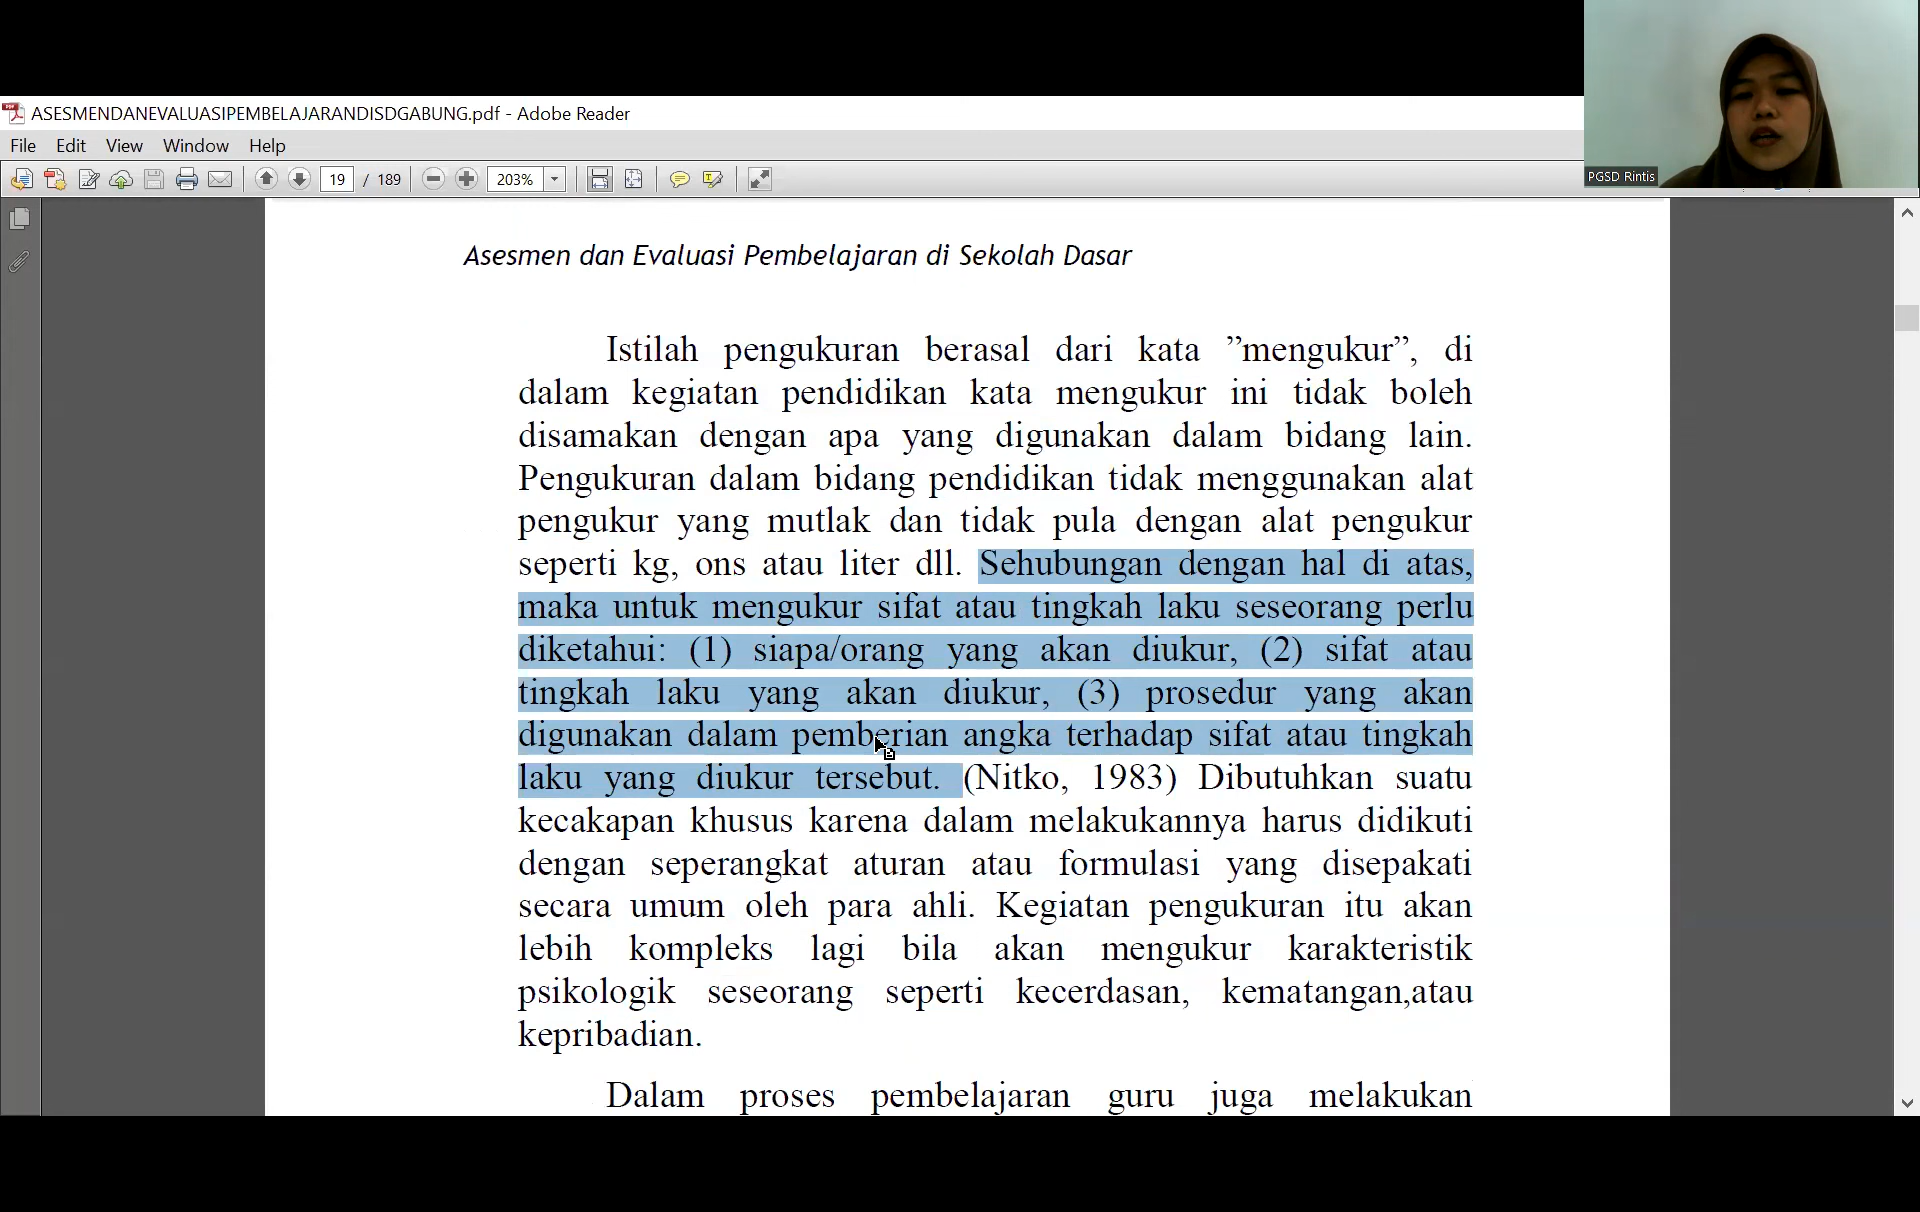 PGSD Rintis
ASESMENDANEVALUASIPEMBELAJARANDISDGABUNG.pdf - Adobe Reader
File Edit View Window Help
19 / 189 203%
Asesmen dan Evaluasi Pembelajaran di Sekolah Dasar
Istilah pengukuran berasal dari kata ”mengukur”, di
dalam kegiatan pendidikan kata mengukur ini tidak boleh
disamakan dengan apa yang digunakan dalam bidang lain.
Pengukuran dalam bidang pendidikan tidak menggunakan alat
pengukur yang mutlak dan tidak pula dengan alat pengukur
seperti kg, ons atau liter dll. Sehubungan dengan hal di atas,
maka untuk mengukur sifat atau tingkah laku seseorang perlu
diketahui: (1) siapa/orang yang akan diukur, (2) sifat atau
tingkah laku yang akan diukur, (3) prosedur yang akan
digunakan dalam pemberian angka terhadap sifat atau tingkah
laku yang diukur tersebut. (Nitko, 1983) Dibutuhkan suatu
kecakapan khusus karena dalam melakukannya harus didikuti
dengan seperangkat aturan atau formulasi yang disepakati
secara umum oleh para ahli. Kegiatan pengukuran itu akan
lebih kompleks lagi bila akan mengukur karakteristik
psikologik seseorang seperti kecerdasan, kematangan,atau
kepribadian.
Dalam proses pembelajaran guru juga melakukan